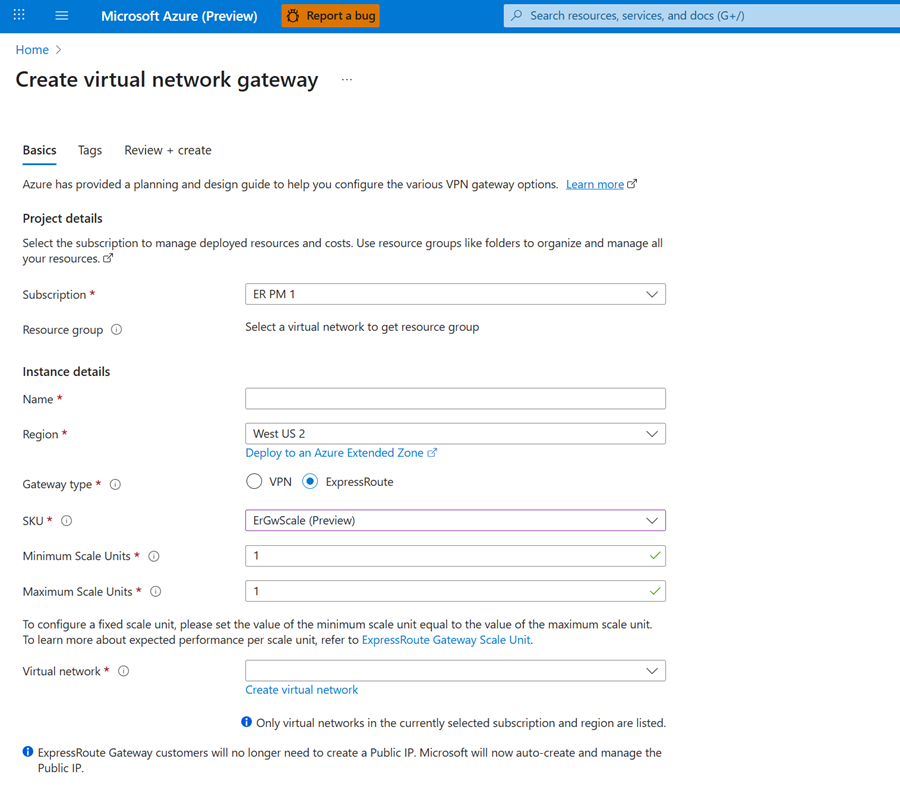 Microsoft Azure (Preview)
Report a bug
Search resources, services, and docs (G+/)
Home
Create virtual network gateway
...
Basics
Tags
Review + create
Azure has provided a planning and design guide to help you configure the various VPN gateway options. Learn more
Project details
Select the subscription to manage deployed resources and costs. Use resource groups like folders to organize and manage all
your resources.
Subscription *
ER PM 1
Resource group
Select a virtual network to get resource group
Instance details
Name *
Region *
West US 2
Deploy to an Azure Extended Zone
Gateway type *
VPN
ExpressRoute
SKU *
ErGwScale (Preview)
Minimum Scale Units *
1
Maximum Scale Units *
1
To configure a fixed scale unit, please set the value of the minimum scale unit equal to the value of the maximum scale unit.
To learn more about expected performance per scale unit, refer to ExpressRoute Gateway Scale Unit.
Virtual network *
Create virtual network
Only virtual networks in the currently selected subscription and region are listed.
ExpressRoute Gateway customers will no longer need to create a Public IP. Microsoft will now auto-create and manage the
Public IP.